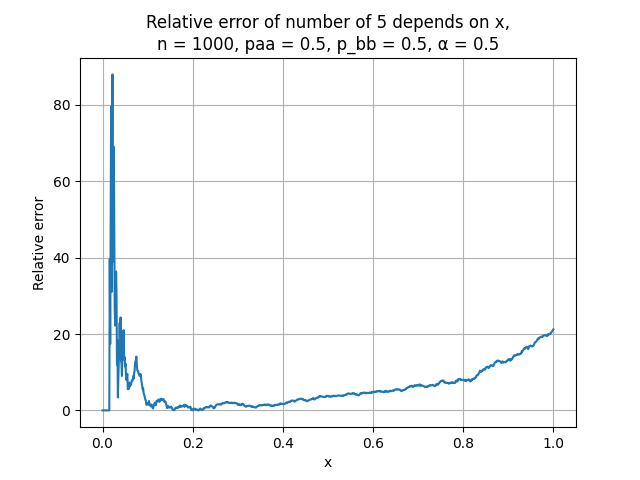 Relative error of number of 5 depends on x,
n = 1000, paa = 0.5, p_bb = 0.5, α = 0.5
80
60
40
20
0
Relative error
0.0 0.2 0.4 0.6 0.8 1.0
x